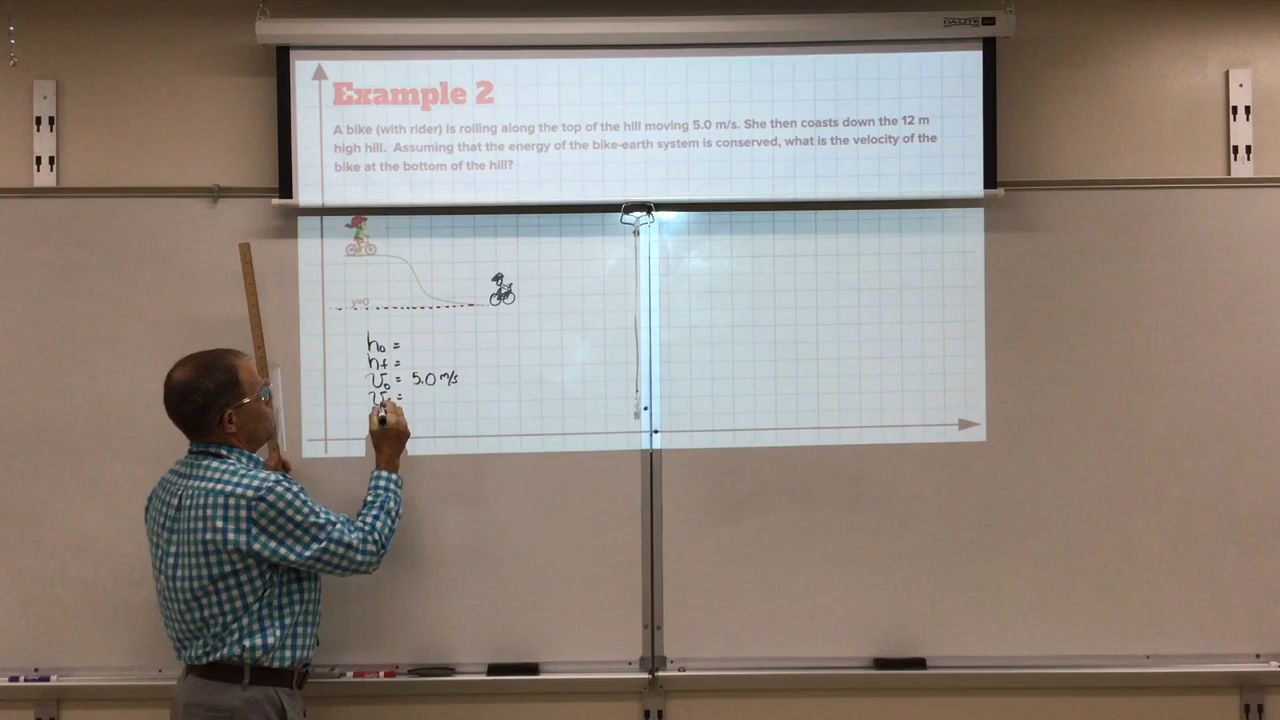 DA-LITE
Example 2
A bike (with rider) is rolling along the top of the hill moving 5.0 m/s. She then coasts down the 12 m
high hill. Assuming that the energy of the bike-earth system is conserved, what is the velocity of the
bike at the bottom of the hill?
y=0
h₀ =
hf =
v₀ = 5.0 m/s
v =